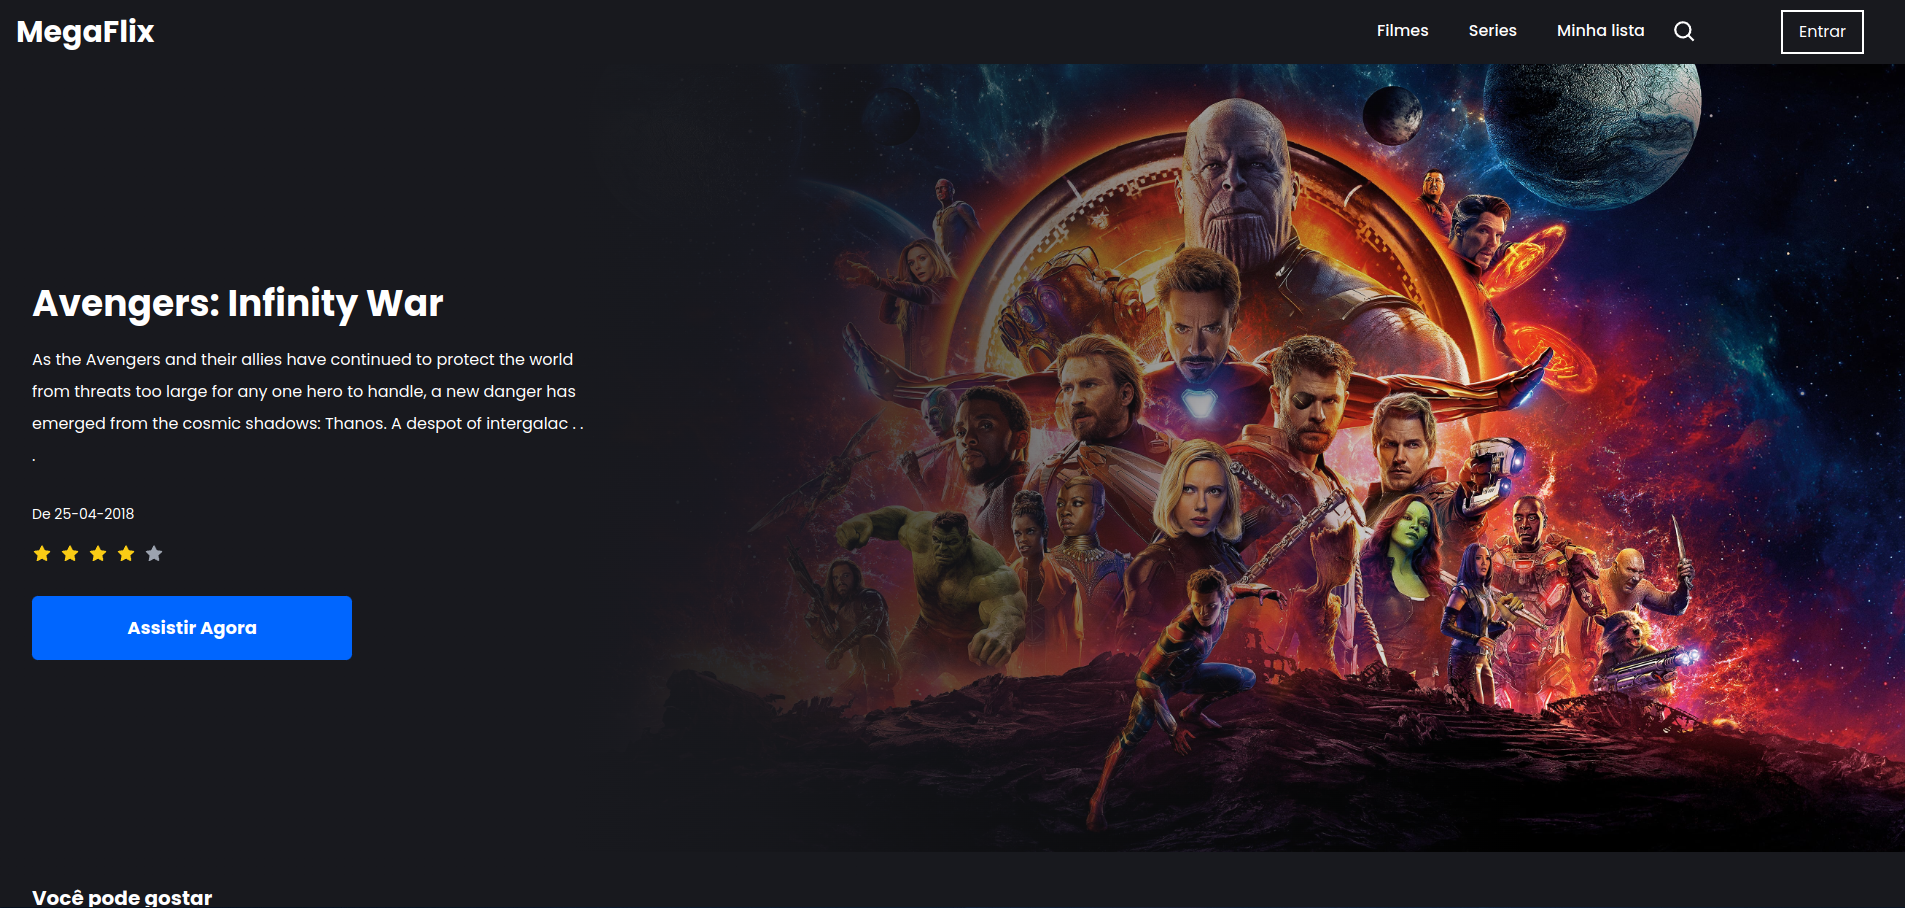 MegaFlix
Filmes
Series
Minha lista
Entrar
Avengers: Infinity War
As the Avengers and their allies have continued to protect the world
from threats too large for any one hero to handle, a new danger has
emerged from the cosmic shadows: Thanos. A despot of intergalac . .
.
De 25-04-2018
Assistir Agora
Você pode gostar